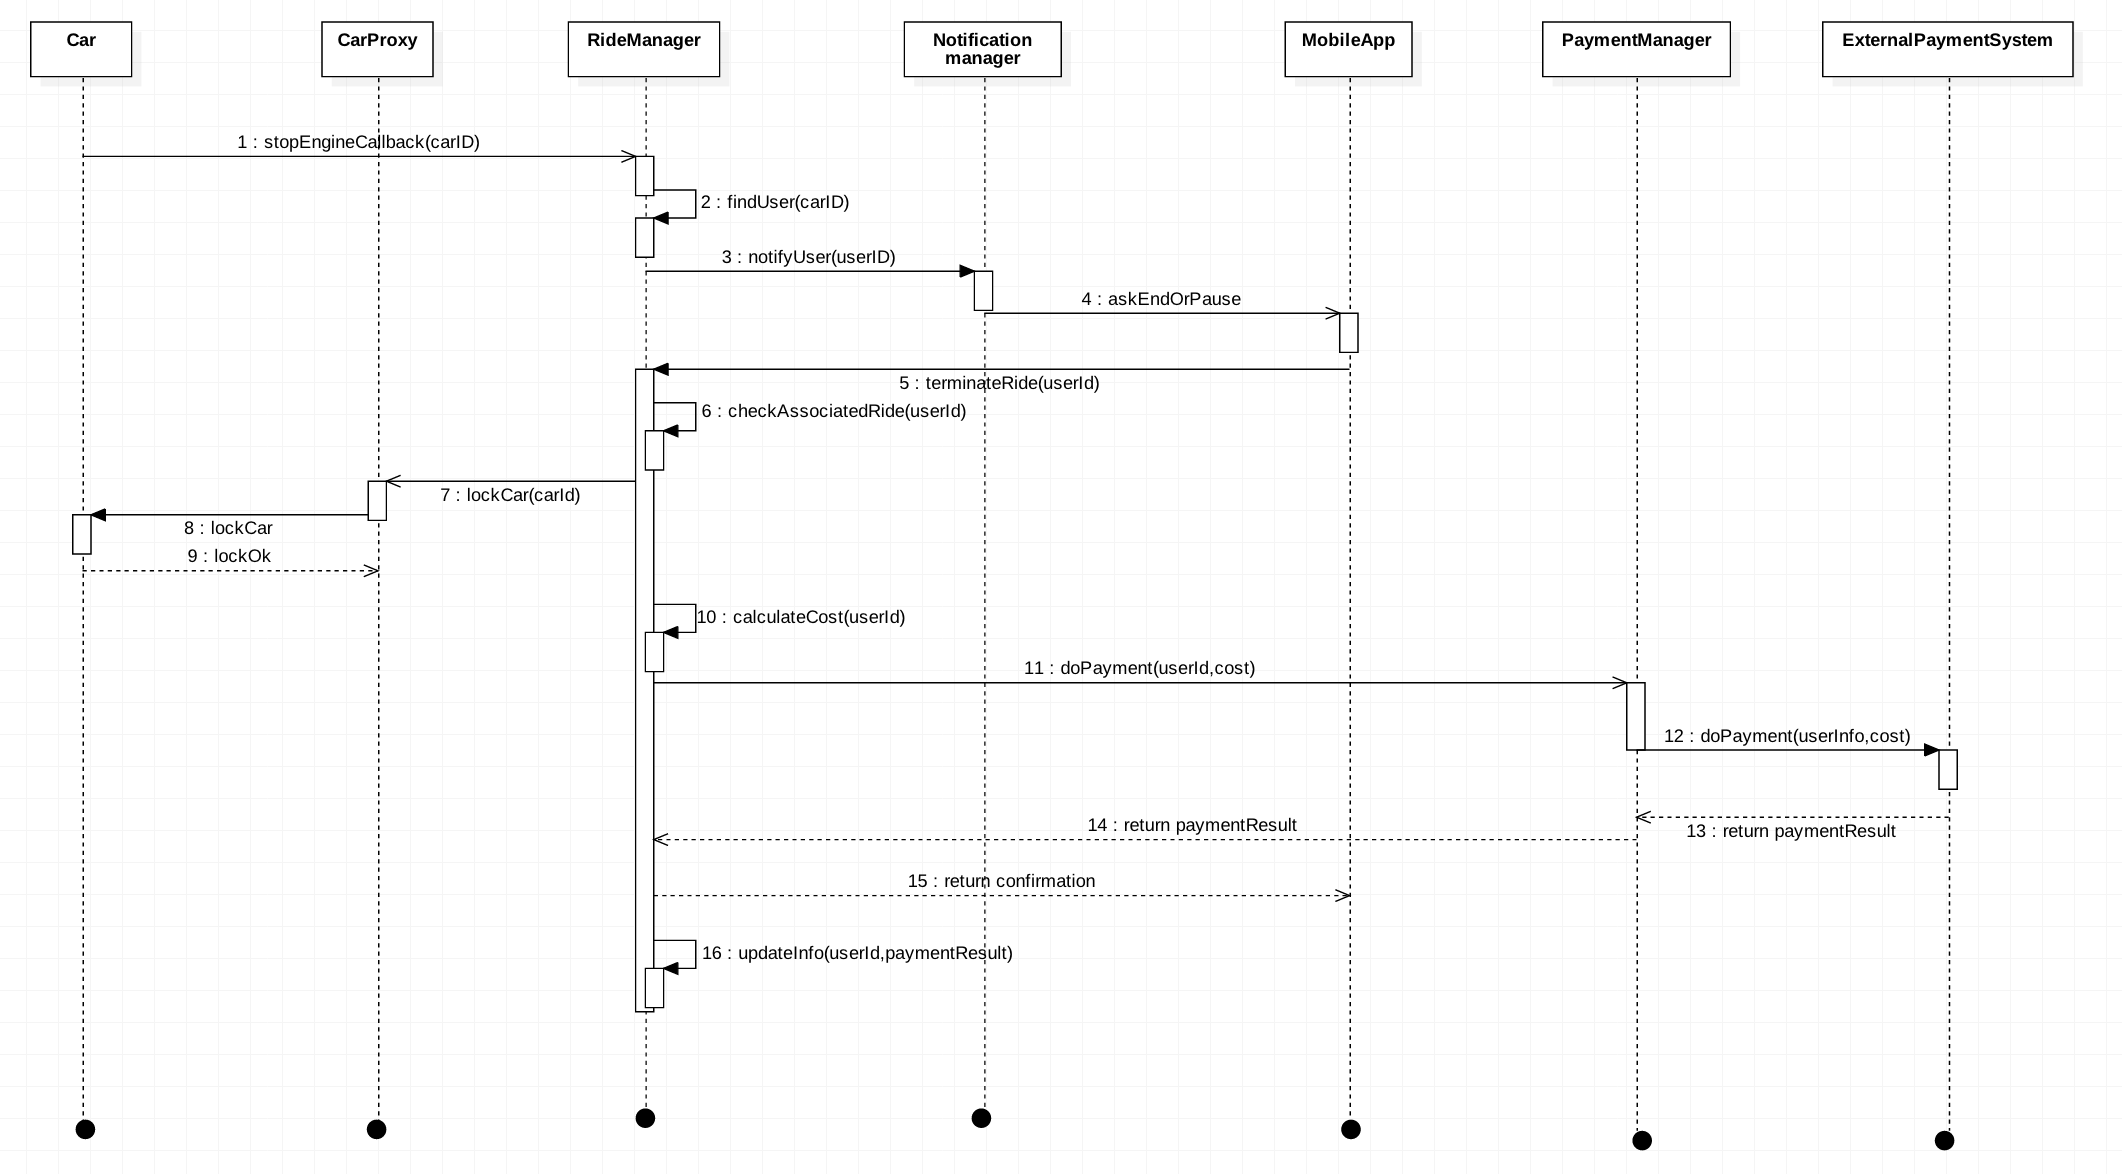 Car
CarProxy
RideManager
Notification
manager
MobileApp
PaymentManager
ExternalPaymentSystem
1 : stopEngineCallback(carID)
2 : findUser(carID)
3 : notifyUser(userID)
4 : askEndOrPause
5 : terminateRide(userId)
6 : checkAssociatedRide(userId)
7 : lockCar(carId)
8 : lockCar
9 : lockOk
10 : calculateCost(userId)
11 : doPayment(userId,cost)
12 : doPayment(userInfo,cost)
13 : return paymentResult
14 : return paymentResult
15 : return confirmation
16 : updateInfo(userId,paymentResult)